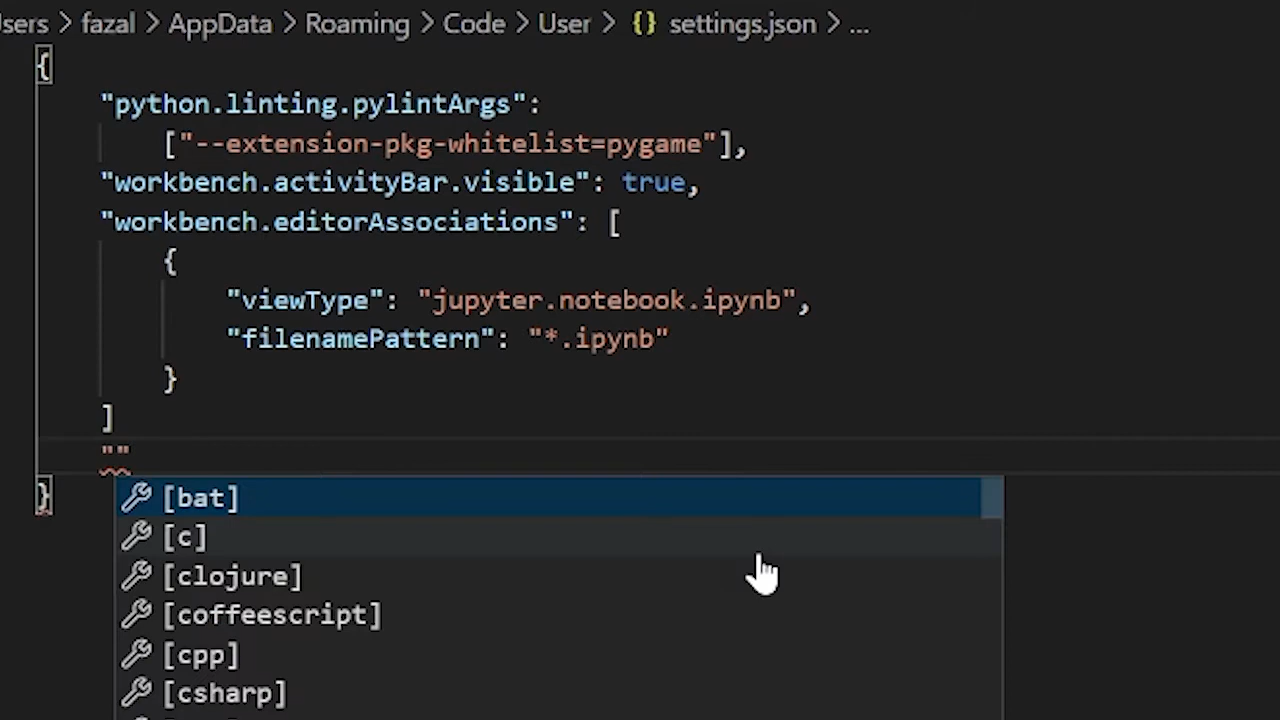 sers > fazal > AppData > Roaming > Code > User > {} settings.json > ...
{
"python.linting.pylintArgs":
["--extension-pkg-whitelist=pygame"],
"workbench.activityBar.visible": true,
"workbench.editorAssociations": [
{
"viewType": "jupyter.notebook.ipynb",
"filenamePattern": "*.ipynb"
}
]
""
}
[bat]
[c]
[clojure]
[coffeescript]
[cpp]
[csharp]